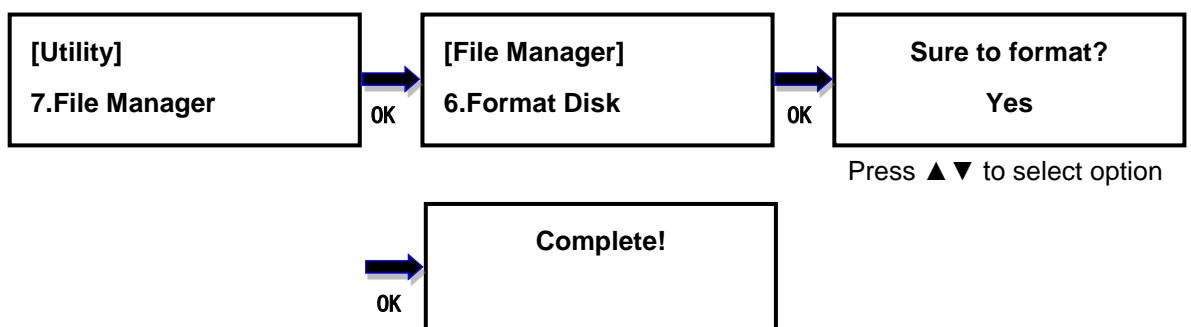 [Utility]
7.File Manager
OK
[File Manager]
6.Format Disk
OK
Sure to format?
Yes
Press ▲▼ to select option
OK
Complete!